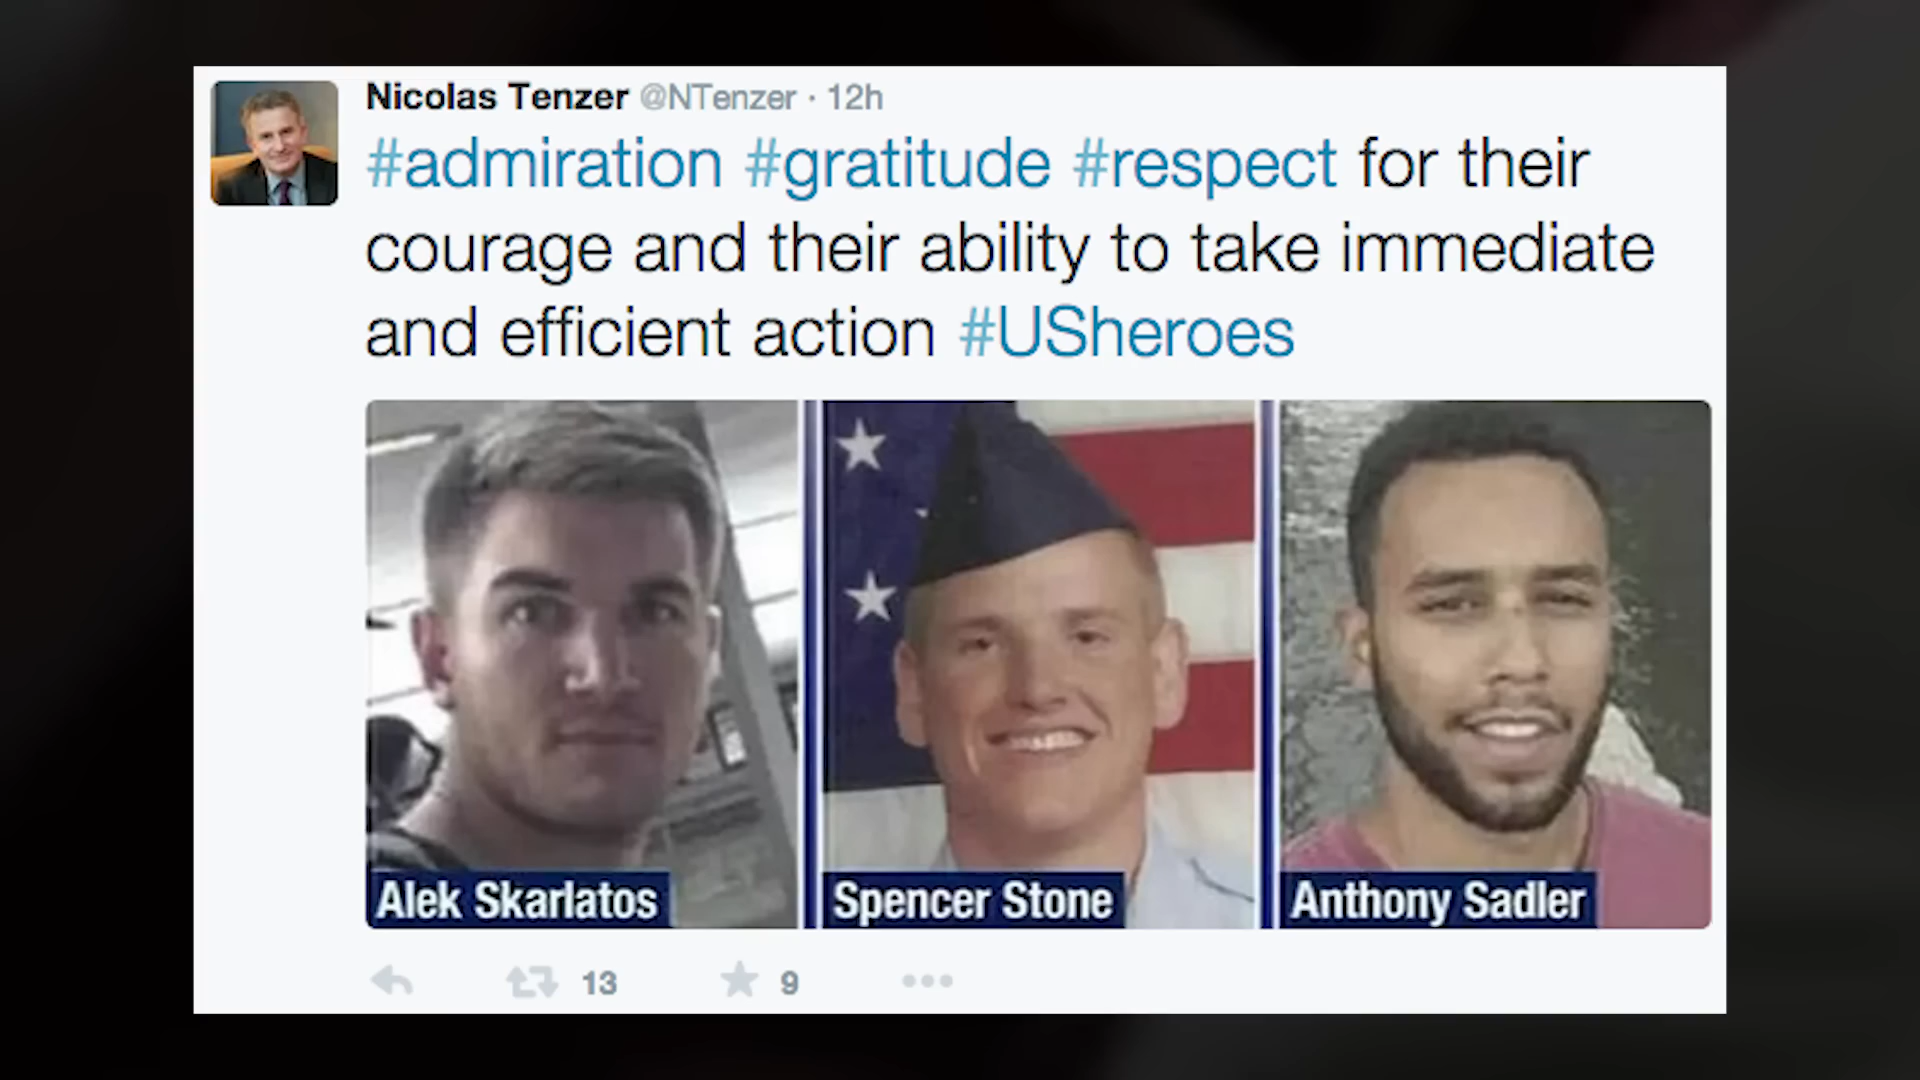 Nicolas Tenzer @NTenzer · 12h
#admiration #gratitude #respect for their
courage and their ability to take immediate
and efficient action #USheroes
Alek Skarlatos
Spencer Stone
Anthony Sadler
13
9